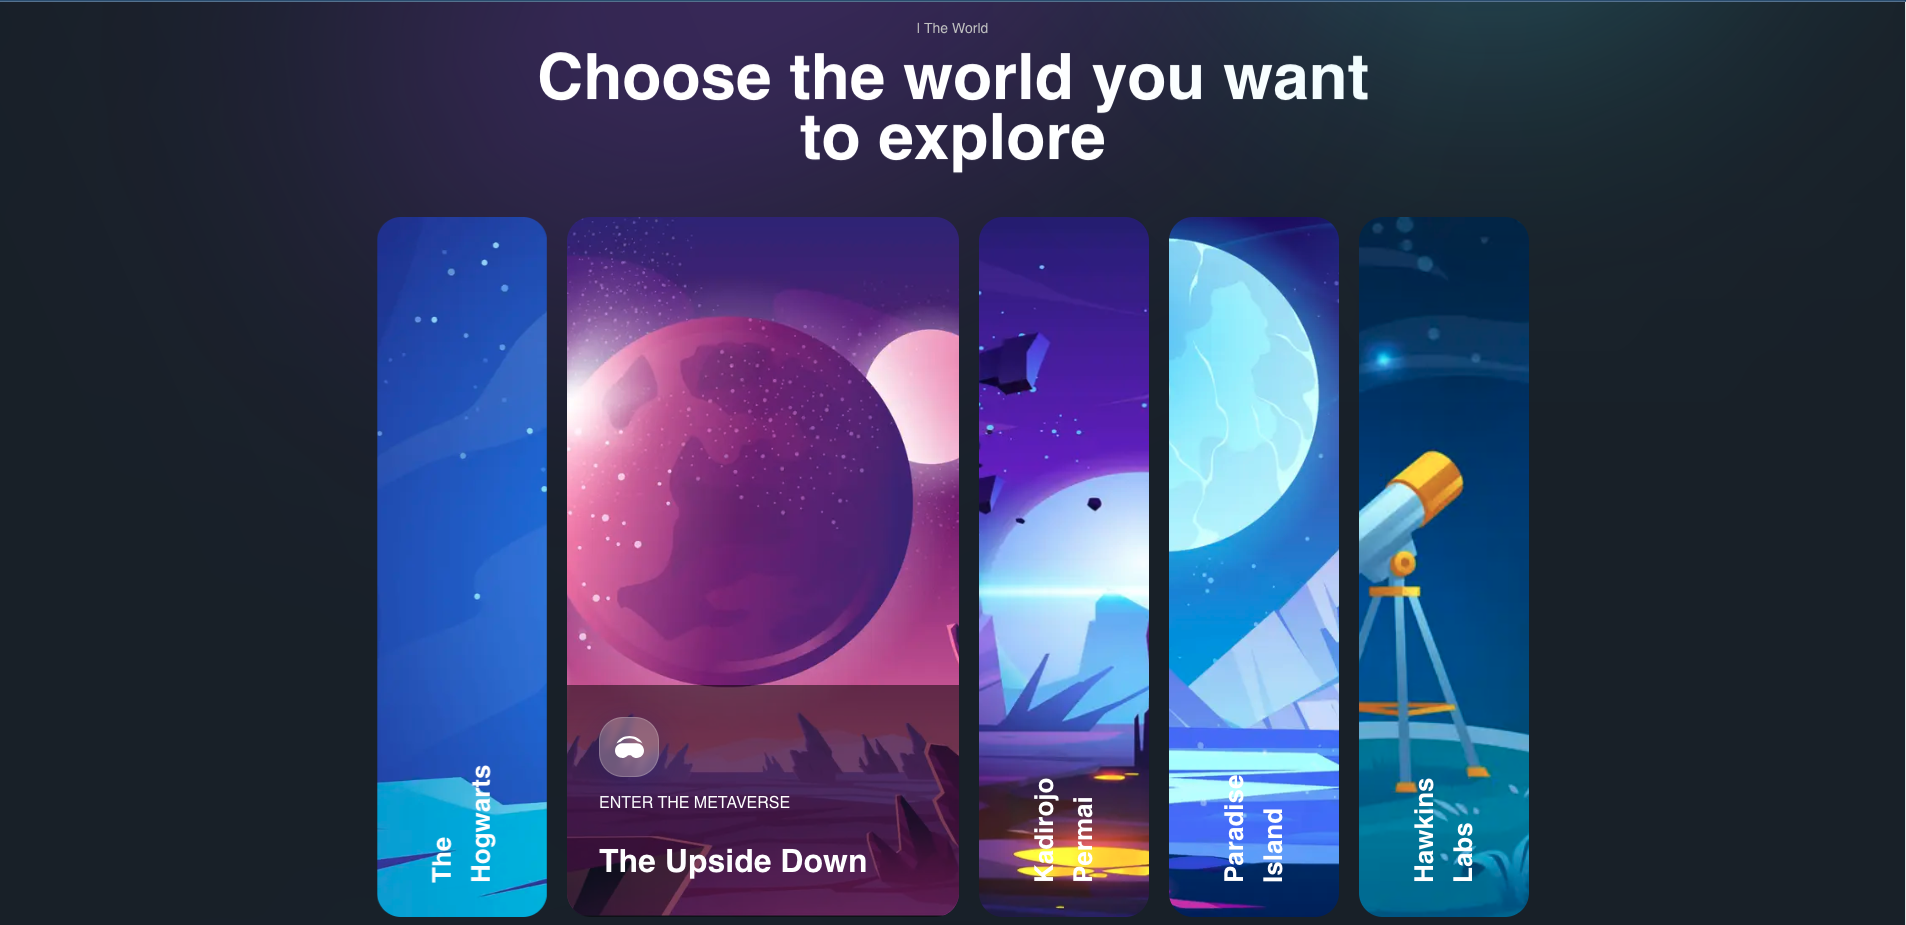 | The World
Choose the world you want
to explore
The
Hogwarts
ENTER THE METAVERSE
The Upside Down
Kadirojo
Permai
Paradise
Island
Hawkins
Labs